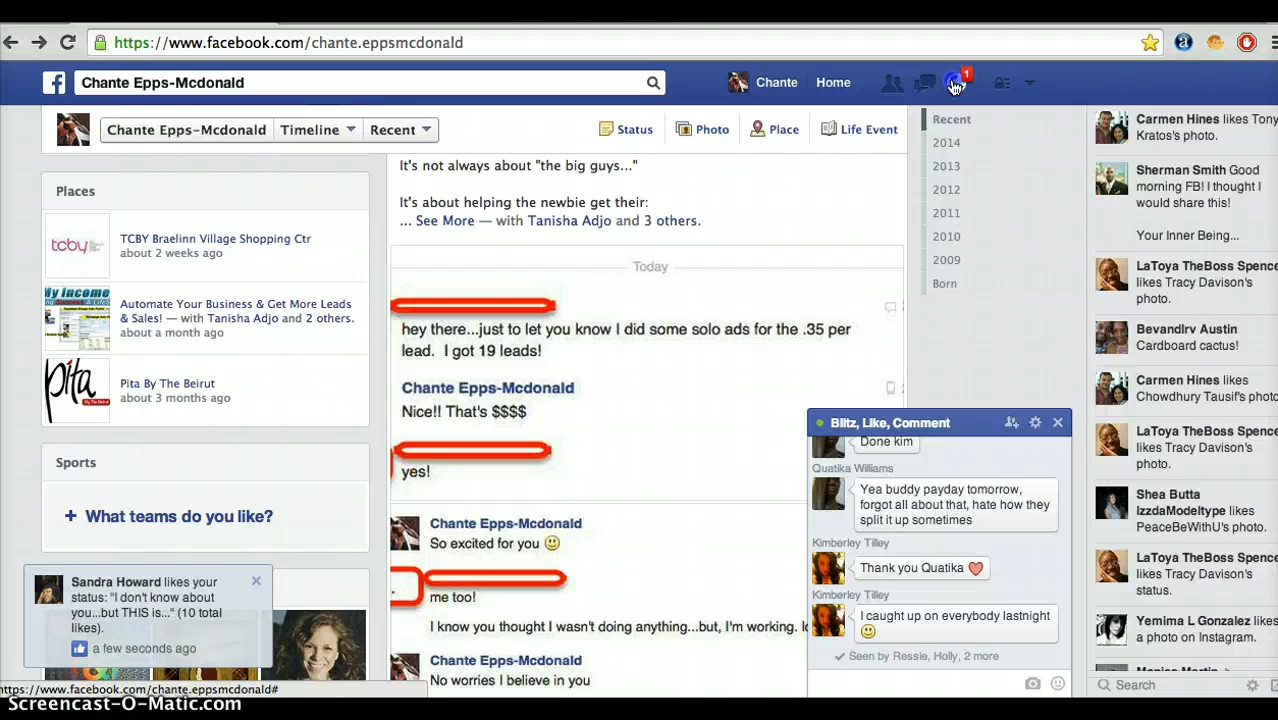 https://www.facebook.com/chante.eppsmcdonald
Chante Epps-Mcdonald
Chante
Home
1
Chante Epps-Mcdonald
Timeline
Recent
Status
Photo
Place
Life Event
Places
tcby
TCBY Braelinn Village Shopping Ctr
about 2 weeks ago
My Income
Automate Your Business & Get More Leads
& Sales! — with Tanisha Adjo and 2 others.
about a month ago
Pita
Pita By The Beirut
about 3 months ago
Sports
+ What teams do you like?
Sandra Howard likes your
status: "I don't know about
you...but THIS is..." (10 total
likes).
a few seconds ago
It's not always about "the big guys..."
It's about helping the newbie get their:
... See More — with Tanisha Adjo and 3 others.
Today
hey there...just to let you know I did some solo ads for the .35 per
lead. I got 19 leads!
Chante Epps-Mcdonald
Nice!! That's $$$$
yes!
Chante Epps-Mcdonald
So excited for you
me too!
I know you thought I wasn't doing anything...but, I'm working.
Chante Epps-Mcdonald
No worries I believe in you
Recent
2014
2013
2012
2011
2010
2009
Born
Blitz, Like, Comment
Done kim
Quatika Williams
Yea buddy payday tomorrow,
forgot all about that, hate how they
split it up sometimes
Kimberley Tilley
Thank you Quatika
Kimberley Tilley
I caught up on everybody lastnight
Seen by Ressie, Holly, 2 more
Carmen Hines likes Tony
Kratos's photo.
Sherman Smith Good
morning FB! I thought I
would share this!
Your Inner Being...
LaToya TheBoss Spence
likes Tracy Davison's
photo.
Bevandlrv Austin
Cardboard cactus!
Carmen Hines likes
Chowdhury Tausif's photo
LaToya TheBoss Spence
likes Tracy Davison's
photo.
Shea Butta
IzzdaModeltype likes
PeaceBeWithU's photo.
LaToya TheBoss Spence
likes Tracy Davison's
status.
Yemima L Gonzalez likes
a photo on Instagram.
Search
https://www.facebook.com/chante.eppsmcdonald#
Screencast-O-Matic.com